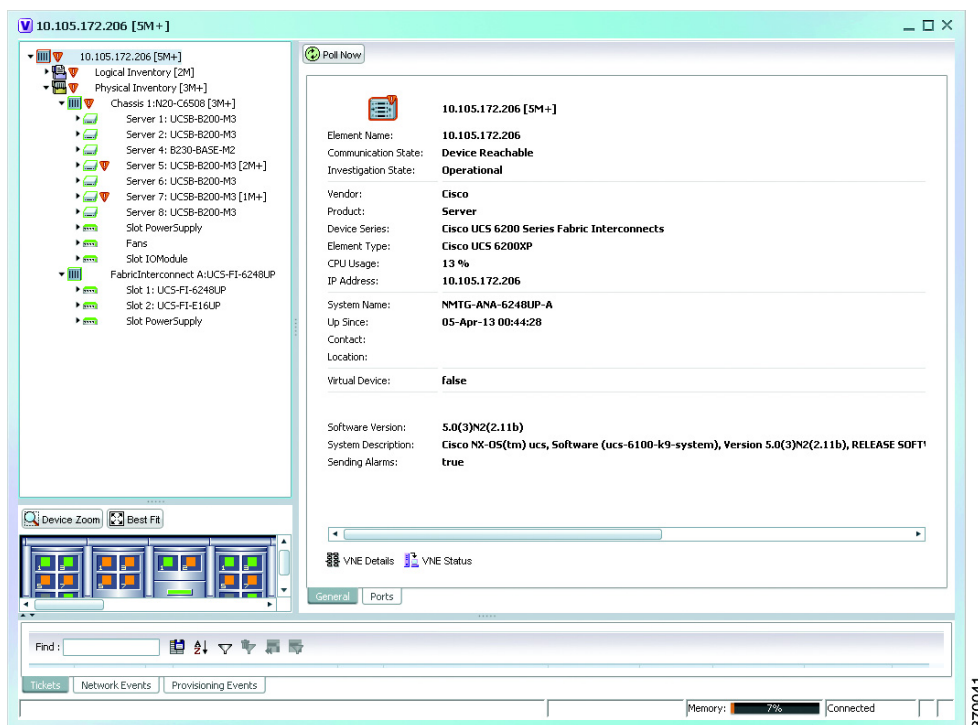 10.105.172.206 [5M+]
10.105.172.206 [5M+]
Logical Inventory [2M]
Physical Inventory [3M+]
Chassis 1:N20-C6508 [3M+]
Server 1: UCSB-B200-M3
Server 2: UCSB-B200-M3
Server 4: B230-BASE-M2
Server 5: UCSB-B200-M3 [2M+]
Server 6: UCSB-B200-M3
Server 7: UCSB-B200-M3 [1M+]
Server 8: UCSB-B200-M3
Slot PowerSupply
Fans
Slot IOModule
FabricInterconnect A:UCS-FI-6248UP
Slot 1: UCS-FI-6248UP
Slot 2: UCS-FI-E16UP
Slot PowerSupply
Device Zoom Best Fit
Poll Now
10.105.172.206 [5M+]
Element Name: 10.105.172.206
Communication State: Device Reachable
Investigation State: Operational
Vendor: Cisco
Product: Server
Device Series: Cisco UCS 6200 Series Fabric Interconnects
Element Type: Cisco UCS 6200XP
CPU Usage: 13 %
IP Address: 10.105.172.206
System Name: NMTG-ANA-6248UP-A
Up Since: 05-Apr-13 00:44:28
Contact:
Location:
Virtual Device: false
Software Version: 5.0(3)N2(2.11b)
System Description: Cisco NX-OS(tm) ucs, Software (ucs-6100-k9-system), Version 5.0(3)N2(2.11b), RELEASE SOFT
Sending Alarms: true
VNE Details VNE Status
General Ports
Find :
Tickets Network Events Provisioning Events
Memory: 7% Connected